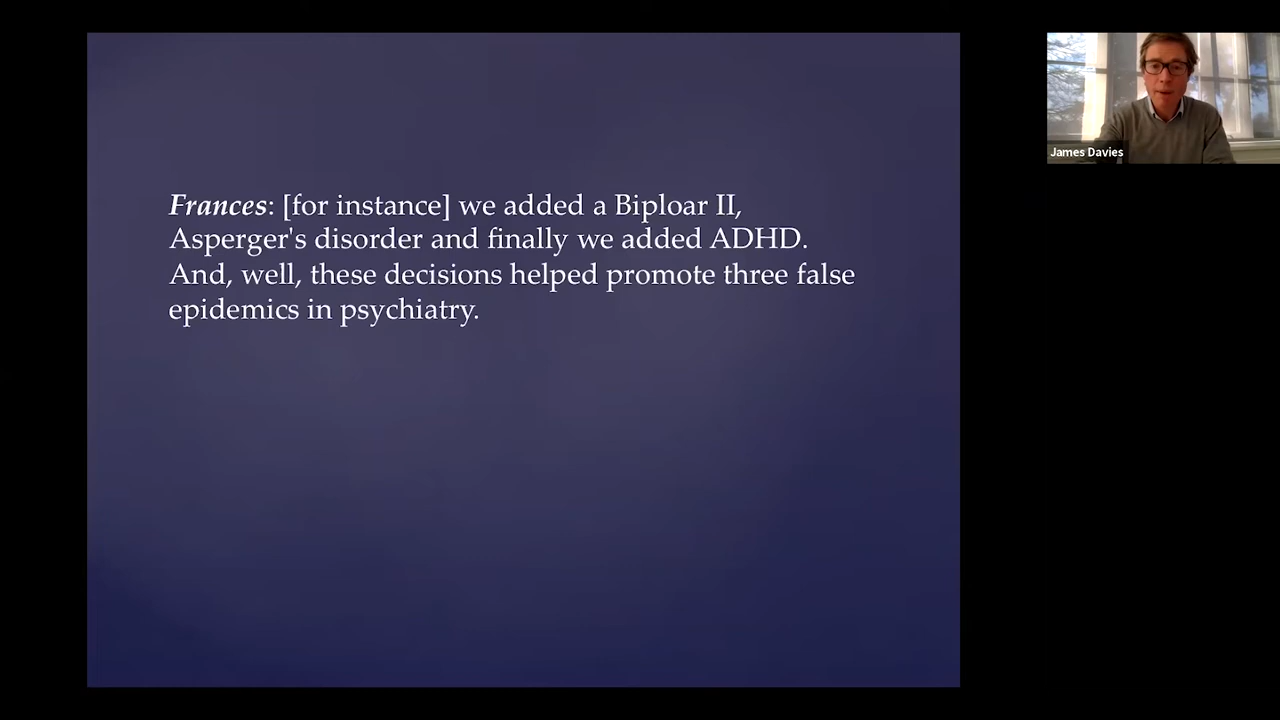 Frances: [for instance] we added a Biploar II,
Asperger's disorder and finally we added ADHD.
And, well, these decisions helped promote three false
epidemics in psychiatry.
James Davies